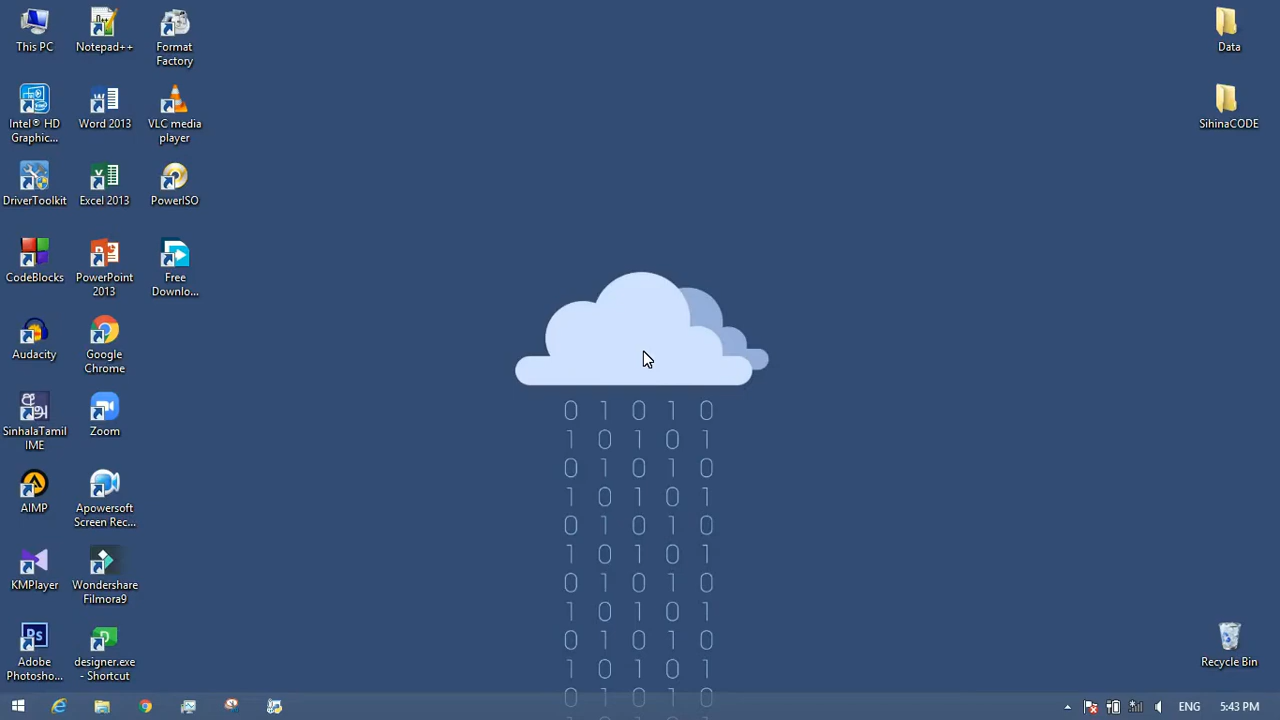 This PC
Notepad++
Format
Factory
Intel® HD
Graphic...
Word 2013
VLC media
player
DriverToolkit
Excel 2013
PowerISO
CodeBlocks
PowerPoint
2013
Free
Downlo...
Audacity
Google
Chrome
SinhalaTamil
IME
Zoom
AIMP
Apowersoft
Screen Rec...
KMPlayer
Wondershare
Filmora9
Ps
Adobe
Photosho...
designer.exe
- Shortcut
Data
SihinaCODE
Recycle Bin
0 1 0 1 0
1 0 1 0 1
0 1 0 1 0
1 0 1 0 1
0 1 0 1 0
1 0 1 0 1
0 1 0 1 0
1 0 1 0 1
0 1 0 1 0
1 0 1 0 1
0 1 0 1 0
ENG
5:43 PM